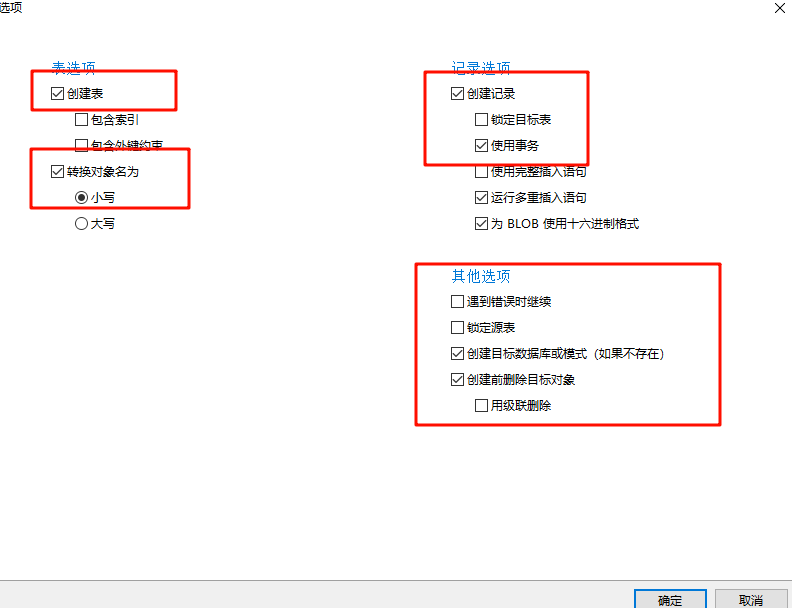 选项
表选项
创建表
包含索引
包含外键约束
转换对象名为
小写
大写
记录选项
创建记录
锁定目标表
使用事务
使用完整插入语句
运行多重插入语句
为 BLOB 使用十六进制格式
其他选项
遇到错误时继续
锁定源表
创建目标数据库或模式（如果不存在）
创建前删除目标对象
用级联删除
确定
取消